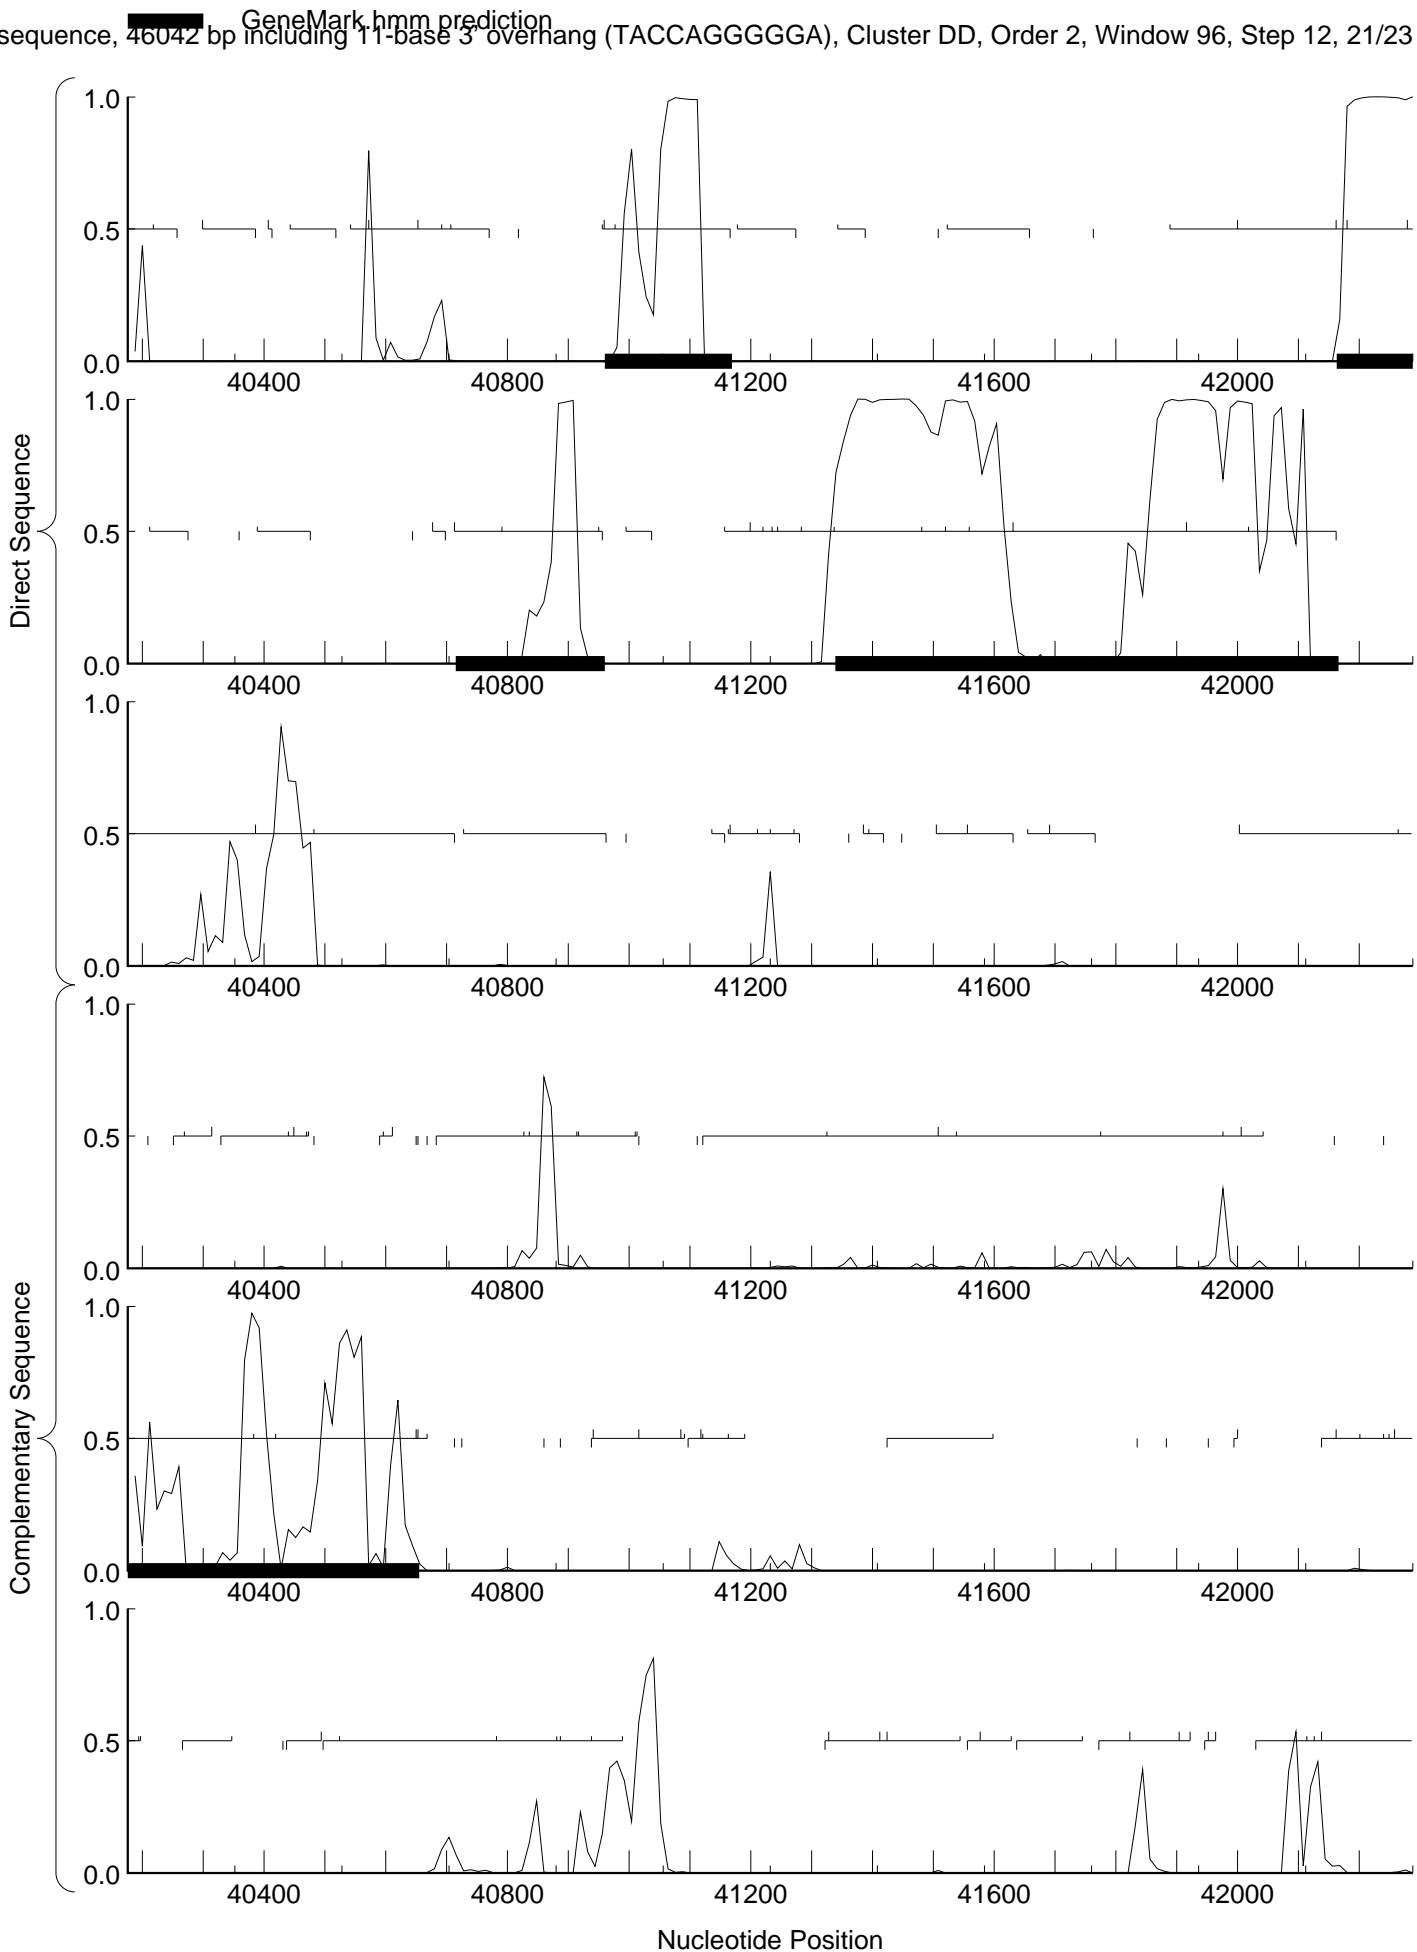 GeneMark.hmm prediction
sequence, 46042 bp including 11-base 3' overhang (TACCAGGGGGA), Cluster DD, Order 2, Window 96, Step 12, 21/23
1.0
0.5
0.0
40400 40800 41200 41600 42000
1.0
0.5
0.0
40400 40800 41200 41600 42000
1.0
0.5
0.0
40400 40800 41200 41600 42000
Direct Sequence
1.0
0.5
0.0
40400 40800 41200 41600 42000
1.0
0.5
0.0
40400 40800 41200 41600 42000
1.0
0.5
0.0
40400 40800 41200 41600 42000
Complementary Sequence
Nucleotide Position